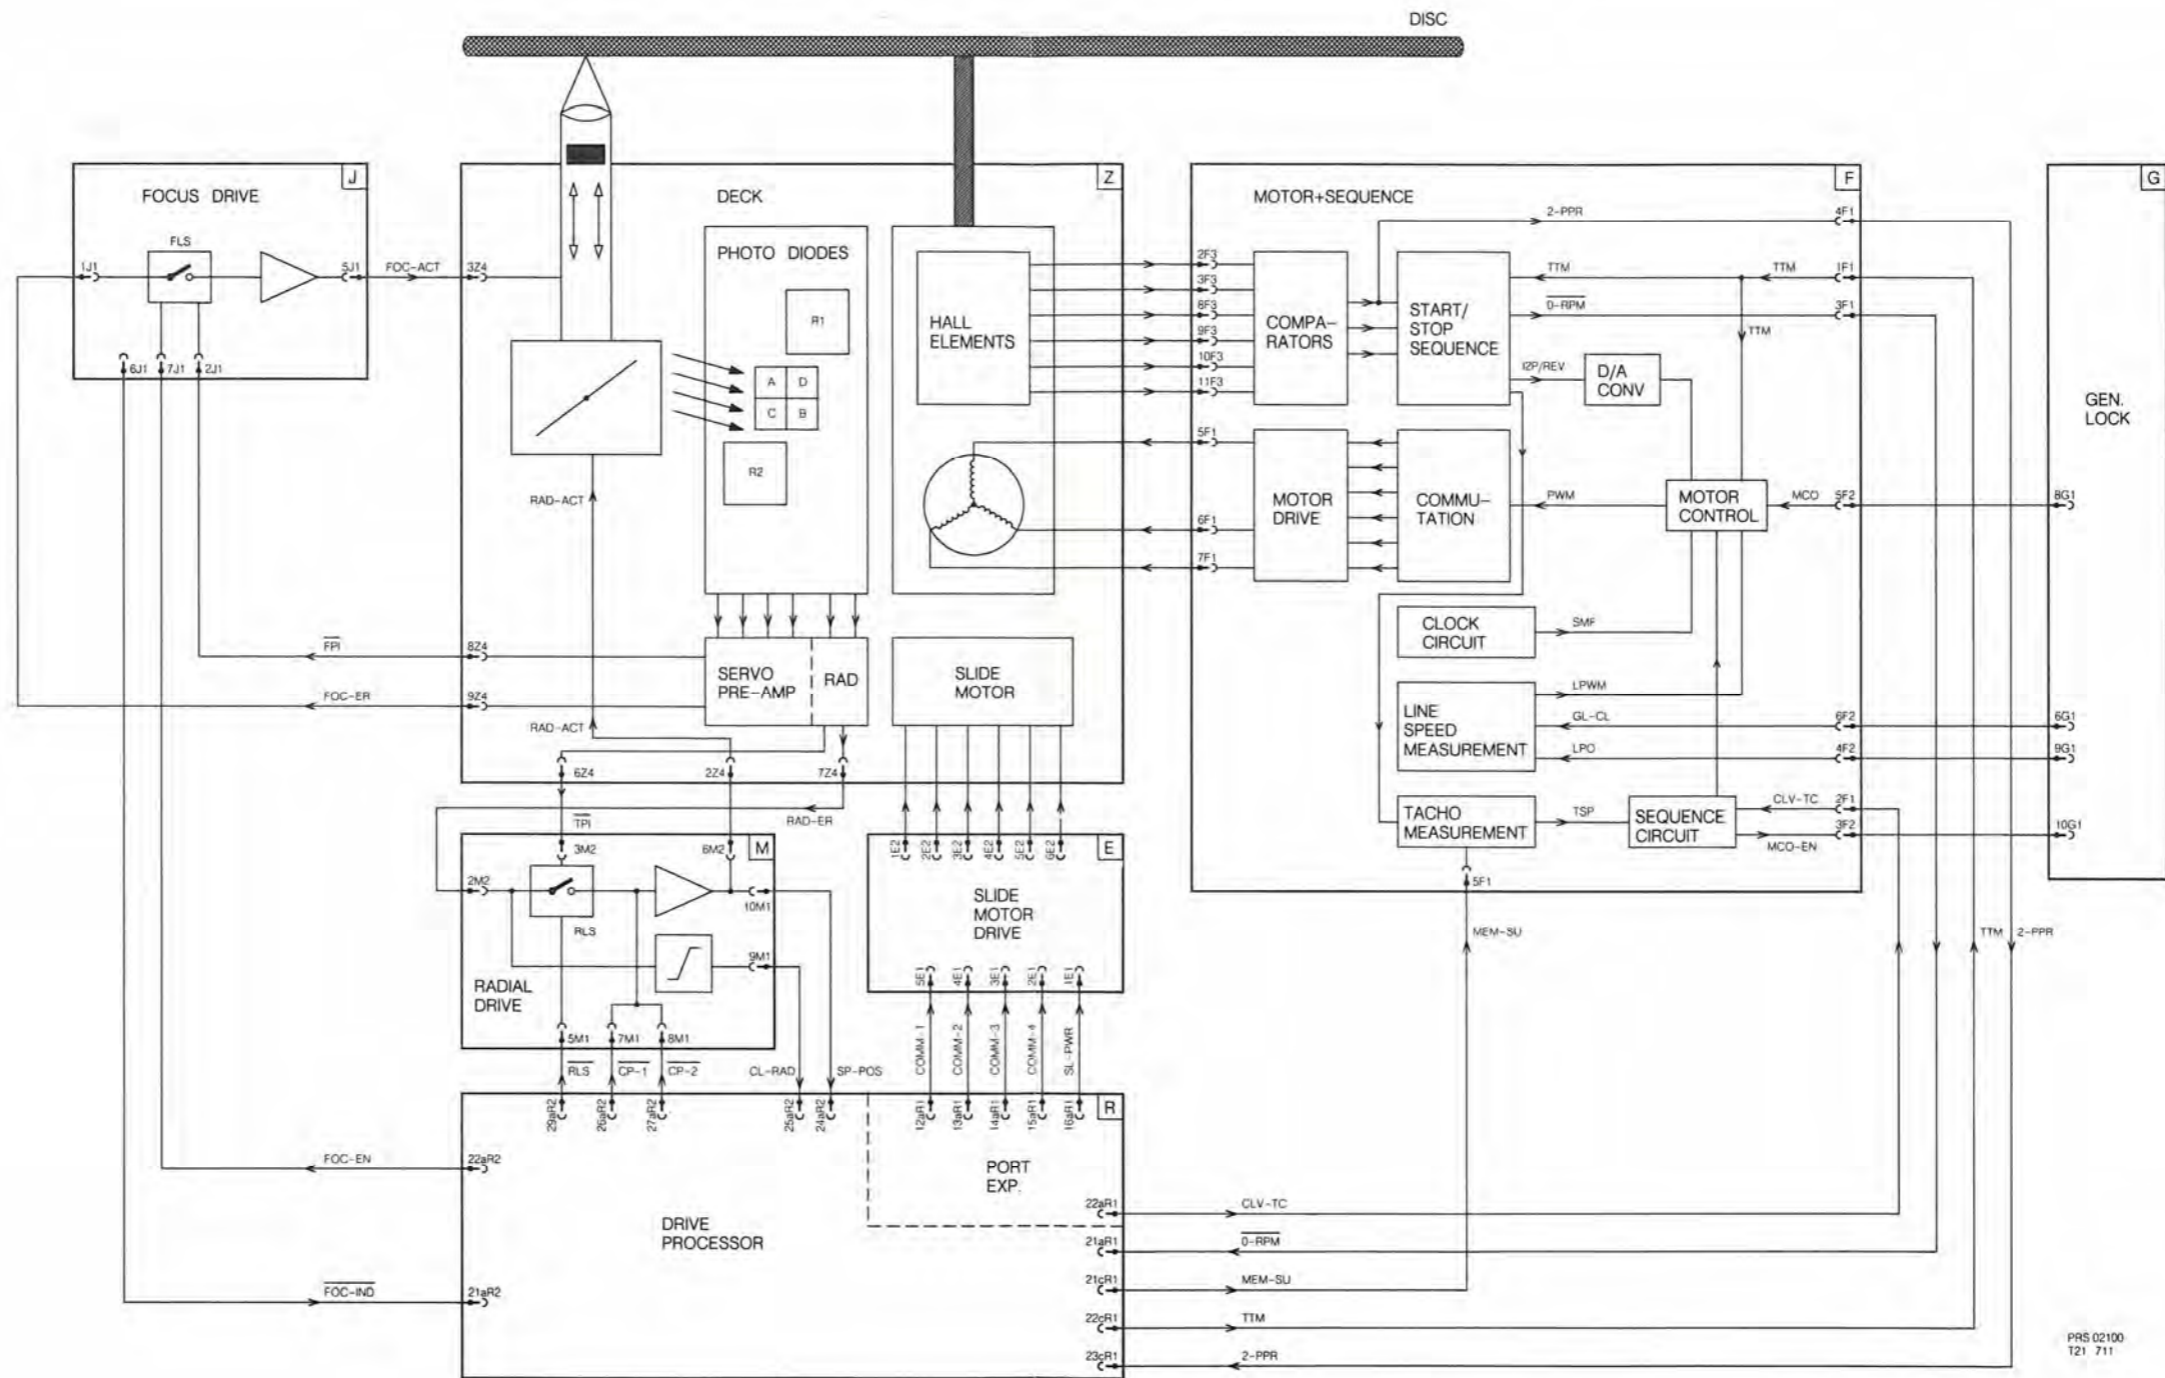 DISC
J
FOCUS DRIVE
FLS
1J1
5J1
FOC-ACT
6J1
7J1
2J1
Z
DECK
3Z4
PHOTO DIODES
R1
A
D
C
B
R2
RAD-ACT
HALL
ELEMENTS
FPI
8Z4
FOC-ER
9Z4
SERVO
PRE-AMP
RAD
SLIDE
MOTOR
RAD-ACT
6Z4
2Z4
7Z4
RAD-ER
TPI
F
MOTOR+SEQUENCE
2-PPR
4F1
2F3
3F3
8F3
9F3
10F3
11F3
COMPA-
RATORS
START/
STOP
SEQUENCE
TTM
TTM
1F1
0-RPM
3F1
TTM
I2P/REV
D/A
CONV
5F1
6F1
7F1
MOTOR
DRIVE
COMMU-
TATION
PWM
MOTOR
CONTROL
MCO
5F2
CLOCK
CIRCUIT
SMF
LINE
SPEED
MEASUREMENT
LPWM
GL-CL
6F2
LPO
4F2
TACHO
MEASUREMENT
TSP
SEQUENCE
CIRCUIT
CLV-TC
2F1
3F2
MCO-EN
5F1
G
GEN.
LOCK
8G1
6G1
9G1
10G1
M
3M2
6M2
2M2
10M1
RLS
9M1
RADIAL
DRIVE
5M1
7M1
8M1
RLS
CP-1
CP-2
CL-RAD
SP-POS
E
1E2
2E2
3E2
4E2
5E2
6E2
SLIDE
MOTOR
DRIVE
5E1
4E1
3E1
2E1
1E1
COMM-1
COMM-2
COMM-3
COMM-4
SL-PWR
MEM-SU
TTM
2-PPR
R
29aR2
26aR2
27aR2
25aR2
24aR2
12aR1
13aR1
14aR1
15aR1
16aR1
FOC-EN
22aR2
PORT
EXP.
DRIVE
PROCESSOR
FOC-IND
21aR2
22aR1
CLV-TC
21aR1
0-RPM
21cR1
MEM-SU
22cR1
TTM
23cR1
2-PPR
PRS 02100
T21 711